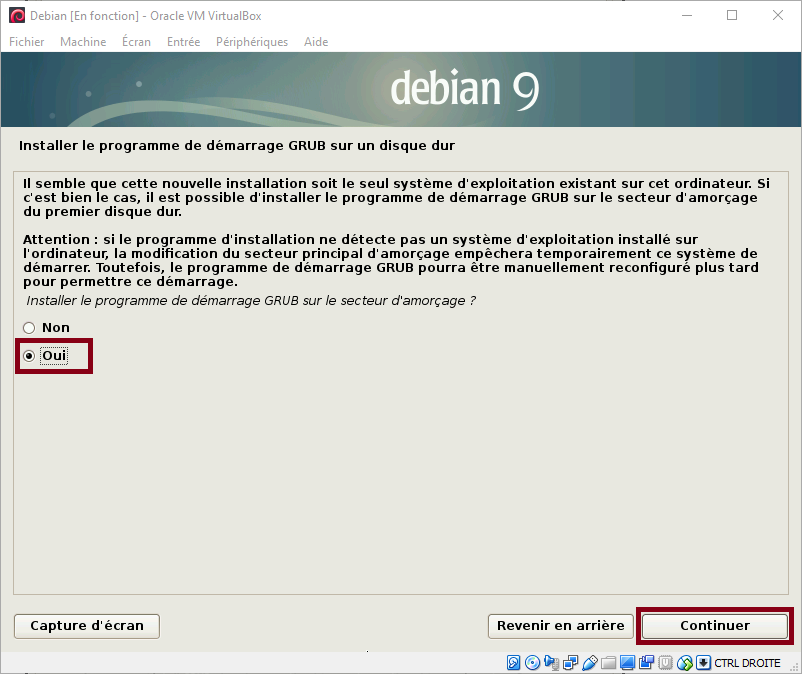 Debian [En fonction] - Oracle VM VirtualBox
Fichier Machine Écran Entrée Périphériques Aide
debian 9
Installer le programme de démarrage GRUB sur un disque dur
Il semble que cette nouvelle installation soit le seul système d'exploitation existant sur cet ordinateur. Si
c'est bien le cas, il est possible d'installer le programme de démarrage GRUB sur le secteur d'amorçage
du premier disque dur.
Attention : si le programme d'installation ne détecte pas un système d'exploitation installé sur
l'ordinateur, la modification du secteur principal d'amorçage empêchera temporairement ce système de
démarrer. Toutefois, le programme de démarrage GRUB pourra être manuellement reconfiguré plus tard
pour permettre ce démarrage.
Installer le programme de démarrage GRUB sur le secteur d'amorçage ?
Non
Oui
Capture d'écran Revenir en arrière Continuer
CTRL DROITE